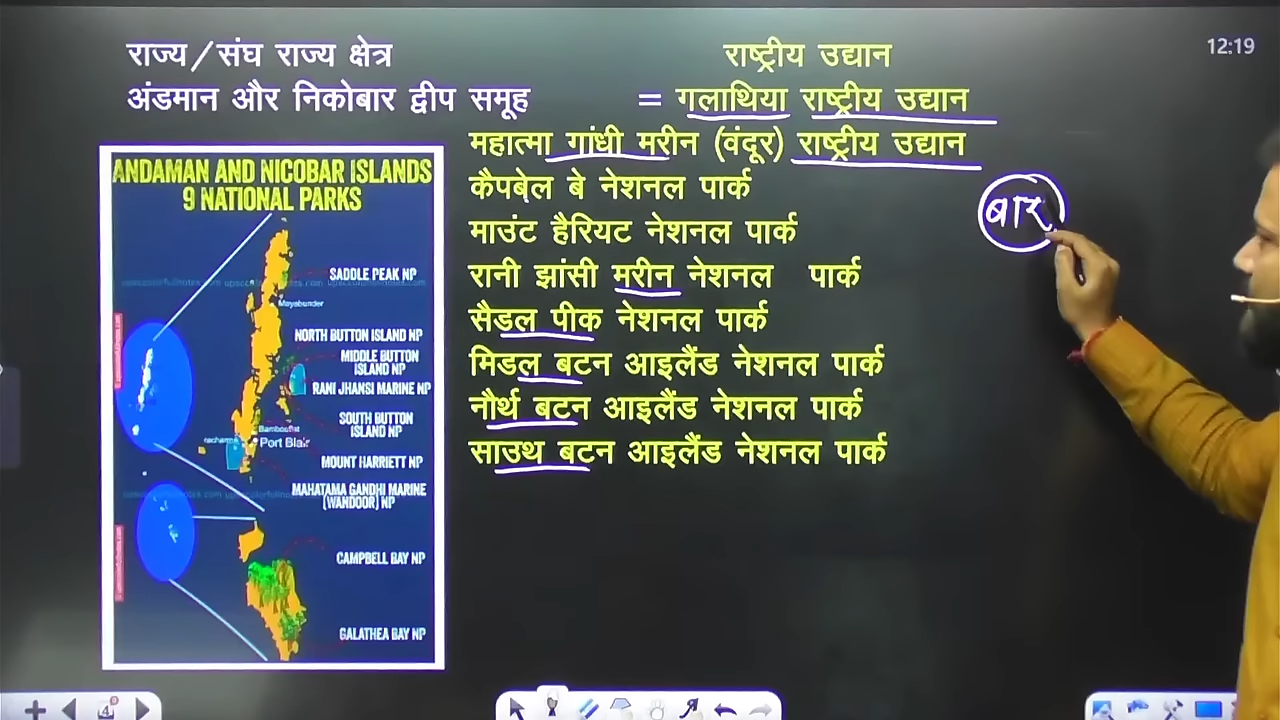 राज्य/संघ राज्य क्षेत्र राष्ट्रीय उद्यान
12:19
अंडमान और निकोबार द्वीप समूह = गलाथिया राष्ट्रीय उद्यान
महात्मा गांधी मरीन (वंदूर) राष्ट्रीय उद्यान
कैपबेल बे नेशनल पार्क
माउंट हैरियट नेशनल पार्क
रानी झांसी मरीन नेशनल पार्क
सैडल पीक नेशनल पार्क
मिडल बटन आइलैंड नेशनल पार्क
नौर्थ बटन आइलैंड नेशनल पार्क
साउथ बटन आइलैंड नेशनल पार्क
बार
ANDAMAN AND NICOBAR ISLANDS
9 NATIONAL PARKS
SADDLE PEAK NP
Mayabunder
NORTH BUTTON ISLAND NP
MIDDLE BUTTON
ISLAND NP
RANI JHANSI MARINE NP
SOUTH BUTTON
ISLAND NP
Bambooflat
Port Blair
MOUNT HARRIETT NP
MAHATAMA GANDHI MARINE
(WANDOOR) NP
CAMPBELL BAY NP
GALATHEA BAY NP
4